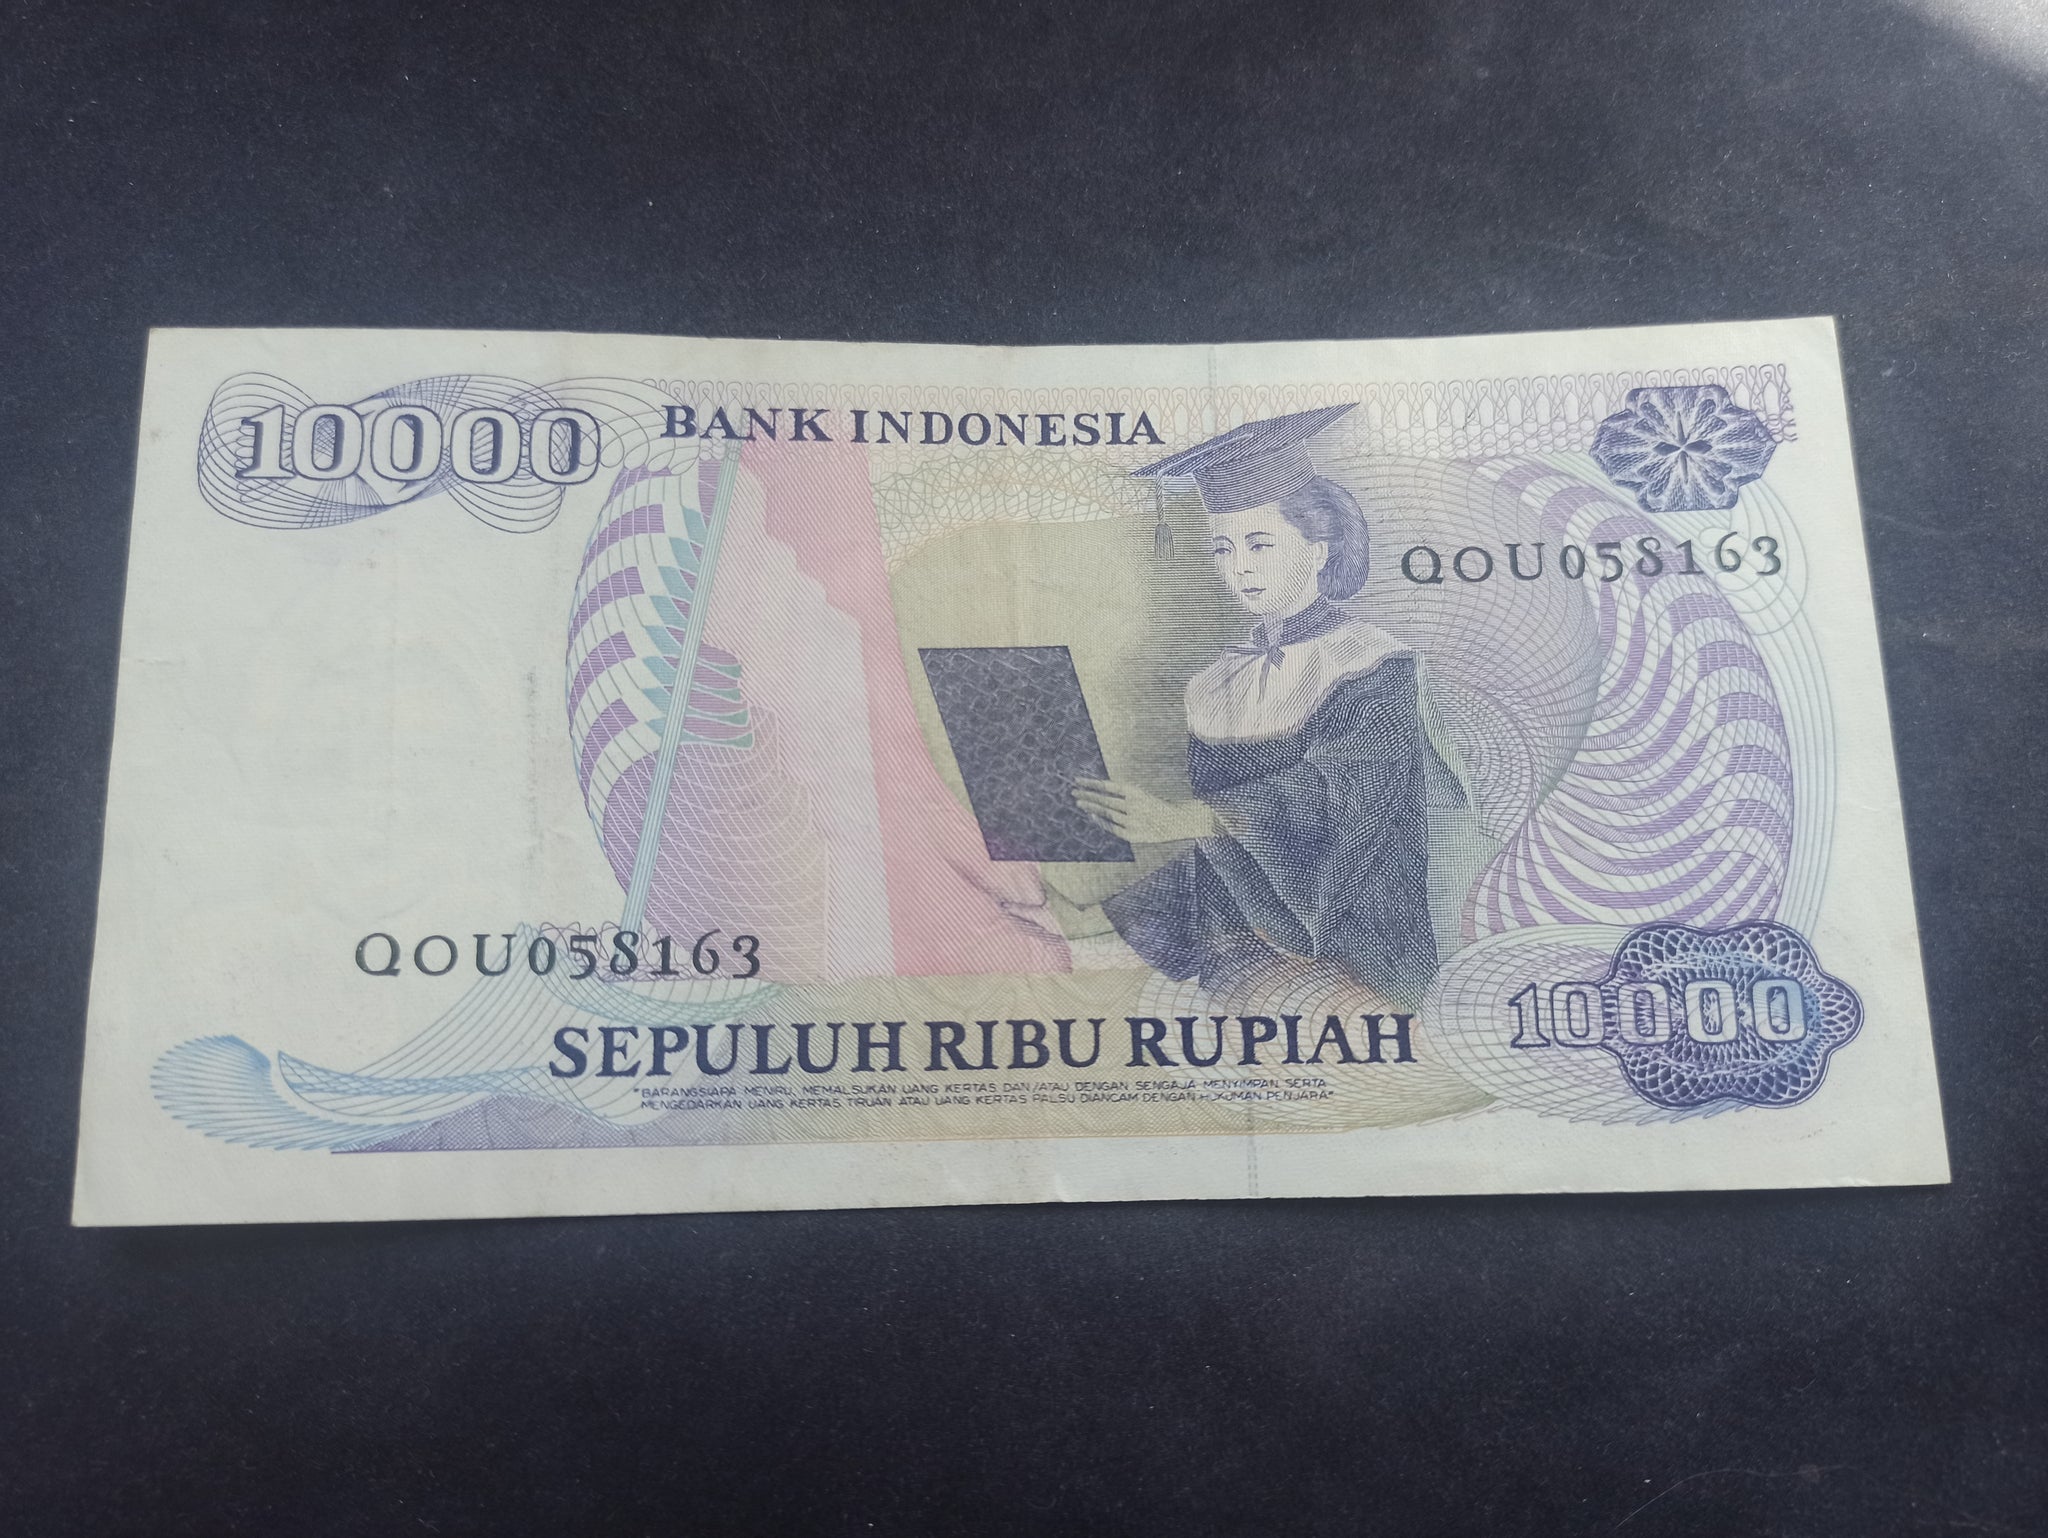 10000
BANK INDONESIA
QOU058163
QOU058163
SEPULUH RIBU RUPIAH
10000
"BARANGSIAPA MENIRU, MEMALSUKAN UANG KERTAS DAN/ATAU DENGAN SENGAJA MENYIMPAN SERTA
MENGEDARKAN UANG KERTAS TIRUAN ATAU UANG KERTAS PALSU DIANCAM DENGAN HUKUMAN PENJARA"